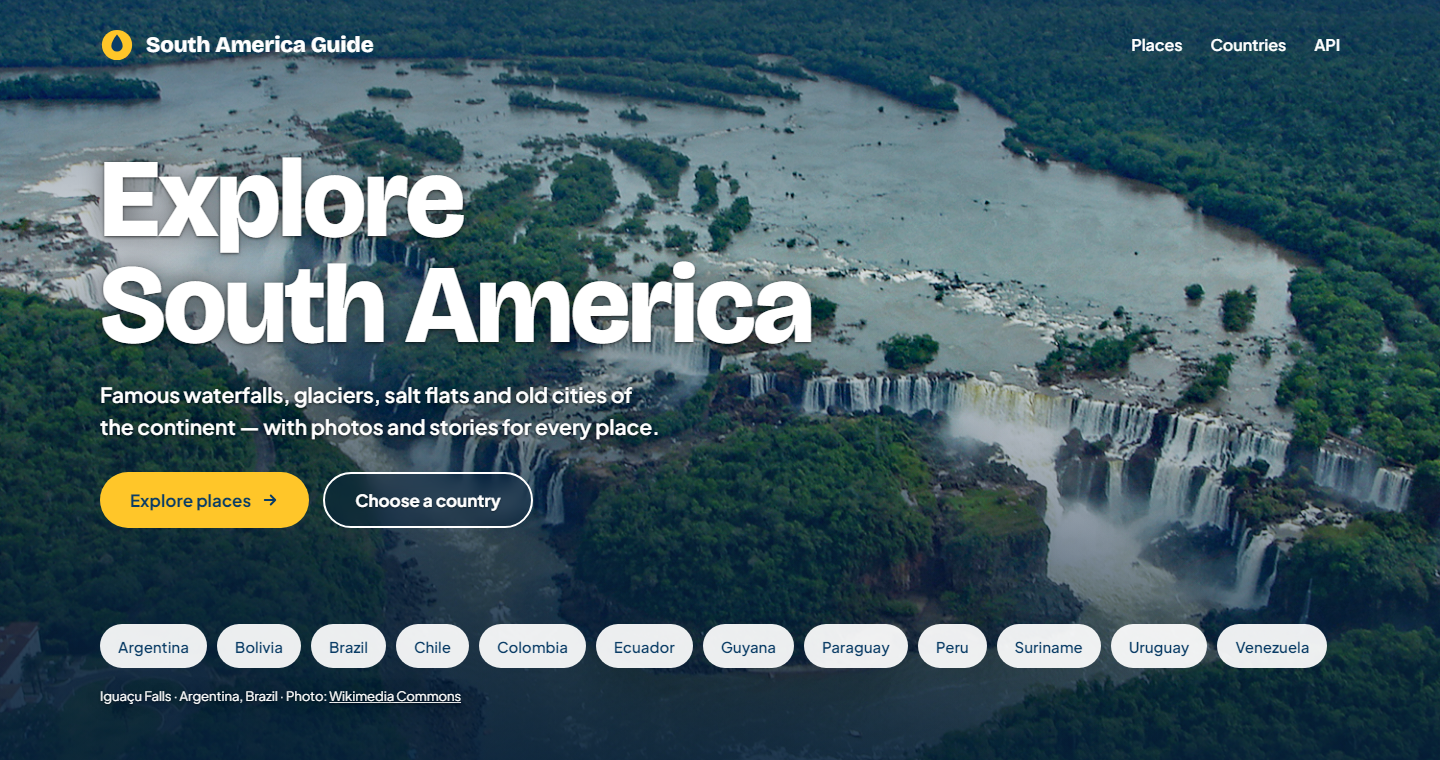 South America Guide
Places Countries API
Explore
South America
Famous waterfalls, glaciers, salt flats and old cities of
the continent — with photos and stories for every place.
Explore places → Choose a country
Argentina Bolivia Brazil Chile Colombia Ecuador Guyana Paraguay Peru Suriname Uruguay Venezuela
Iguaçu Falls · Argentina, Brazil · Photo: Wikimedia Commons